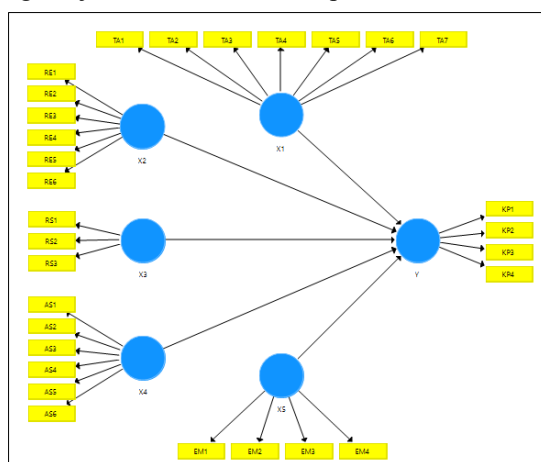 TA1
TA2
TA3
TA4
TA5
TA6
TA7
X1
RE1
RE2
RE3
RE4
RE5
RE6
X2
RS1
RS2
RS3
X3
AS1
AS2
AS3
AS4
AS5
AS6
X4
EM1
EM2
EM3
EM4
X5
KP1
KP2
KP3
KP4
Y